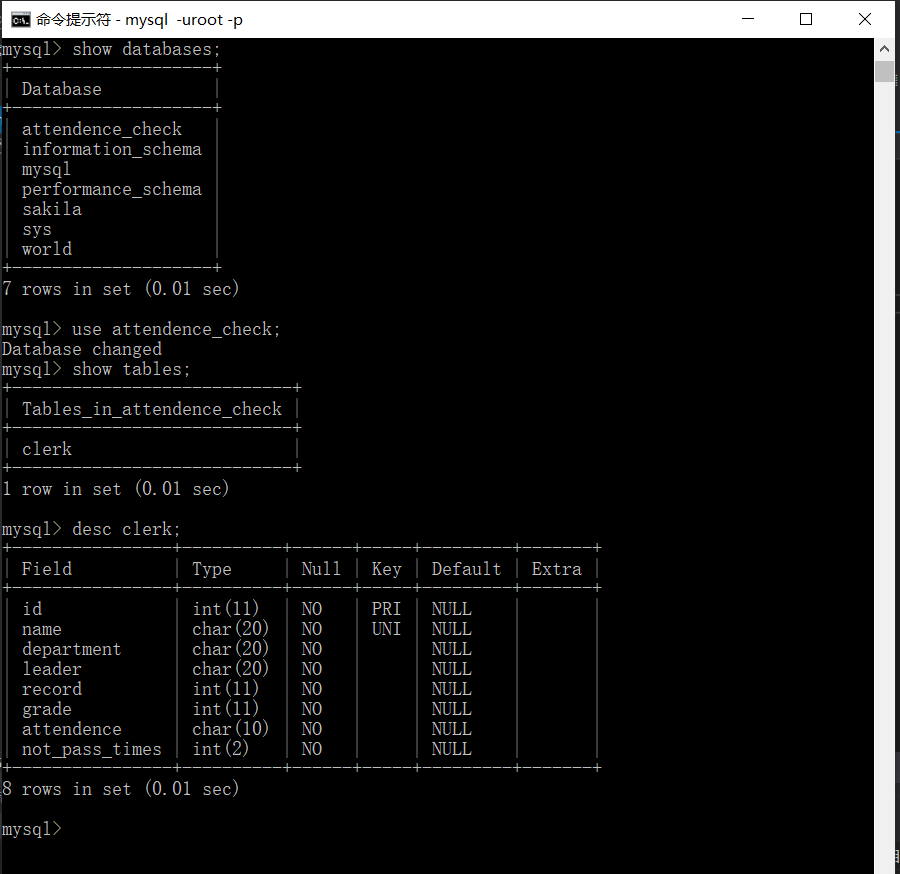 命令提示符 - mysql  -uroot -p
mysql> show databases;
+--------------------+
| Database           |
+--------------------+
| attendence_check   |
| information_schema |
| mysql              |
| performance_schema |
| sakila             |
| sys                |
| world              |
+--------------------+
7 rows in set (0.01 sec)
mysql> use attendence_check;
Database changed
mysql> show tables;
+----------------------------+
| Tables_in_attendence_check |
+----------------------------+
| clerk                      |
+----------------------------+
1 row in set (0.01 sec)
mysql> desc clerk;
+----------------+----------+------+-----+---------+-------+
| Field          | Type     | Null | Key | Default | Extra |
+----------------+----------+------+-----+---------+-------+
| id             | int(11)  | NO   | PRI | NULL    |       |
| name           | char(20) | NO   | UNI | NULL    |       |
| department     | char(20) | NO   |     | NULL    |       |
| leader         | char(20) | NO   |     | NULL    |       |
| record         | int(11)  | NO   |     | NULL    |       |
| grade          | int(11)  | NO   |     | NULL    |       |
| attendence     | char(10) | NO   |     | NULL    |       |
| not_pass_times | int(2)   | NO   |     | NULL    |       |
+----------------+----------+------+-----+---------+-------+
8 rows in set (0.01 sec)
mysql>